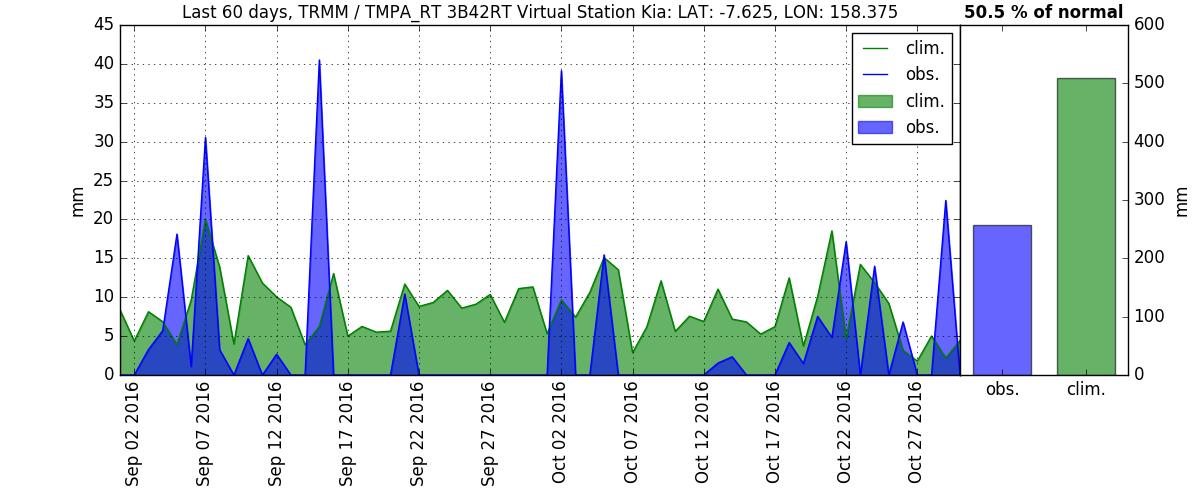 Last 60 days, TRMM / TMPA_RT 3B42RT Virtual Station Kia: LAT: -7.625, LON: 158.375
50.5 % of normal
45
40
35
30
25
20
15
10
5
0
mm
clim.
obs.
clim.
obs.
600
500
400
300
200
100
0
mm
obs.
clim.
Sep 02 2016
Sep 07 2016
Sep 12 2016
Sep 17 2016
Sep 22 2016
Sep 27 2016
Oct 02 2016
Oct 07 2016
Oct 12 2016
Oct 17 2016
Oct 22 2016
Oct 27 2016